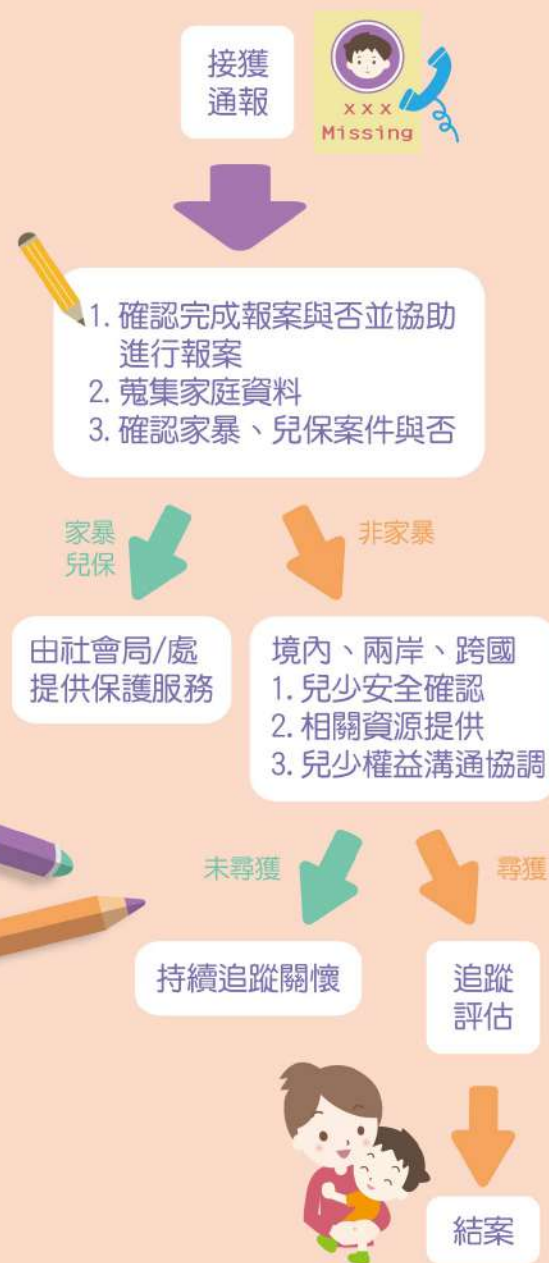 接獲
通報
x x x
Missing
1. 確認完成報案與否並協助
進行報案
2. 蒐集家庭資料
3. 確認家暴、兒保案件與否
家暴
兒保
非家暴
由社會局/處
提供保護服務
境內、兩岸、跨國
1. 兒少安全確認
2. 相關資源提供
3. 兒少權益溝通協調
未尋獲
尋獲
持續追蹤關懷
追蹤
評估
結案